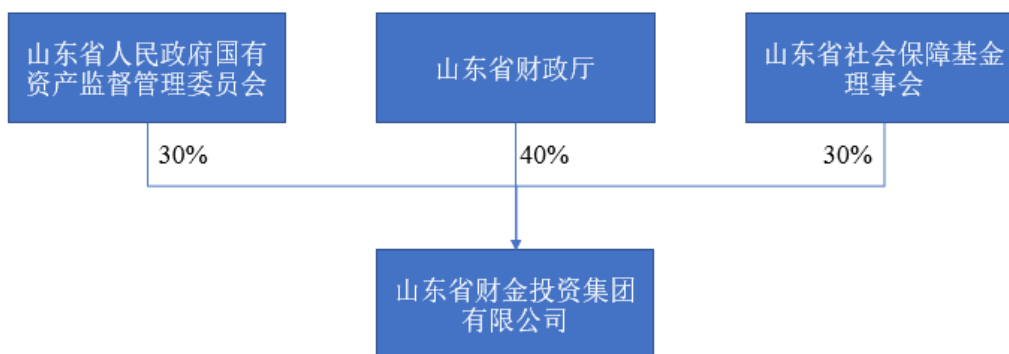 山东省人民政府国有
资产监督管理委员会
山东省财政厅
山东省社会保障基金
理事会
30%
40%
30%
山东省财金投资集团
有限公司